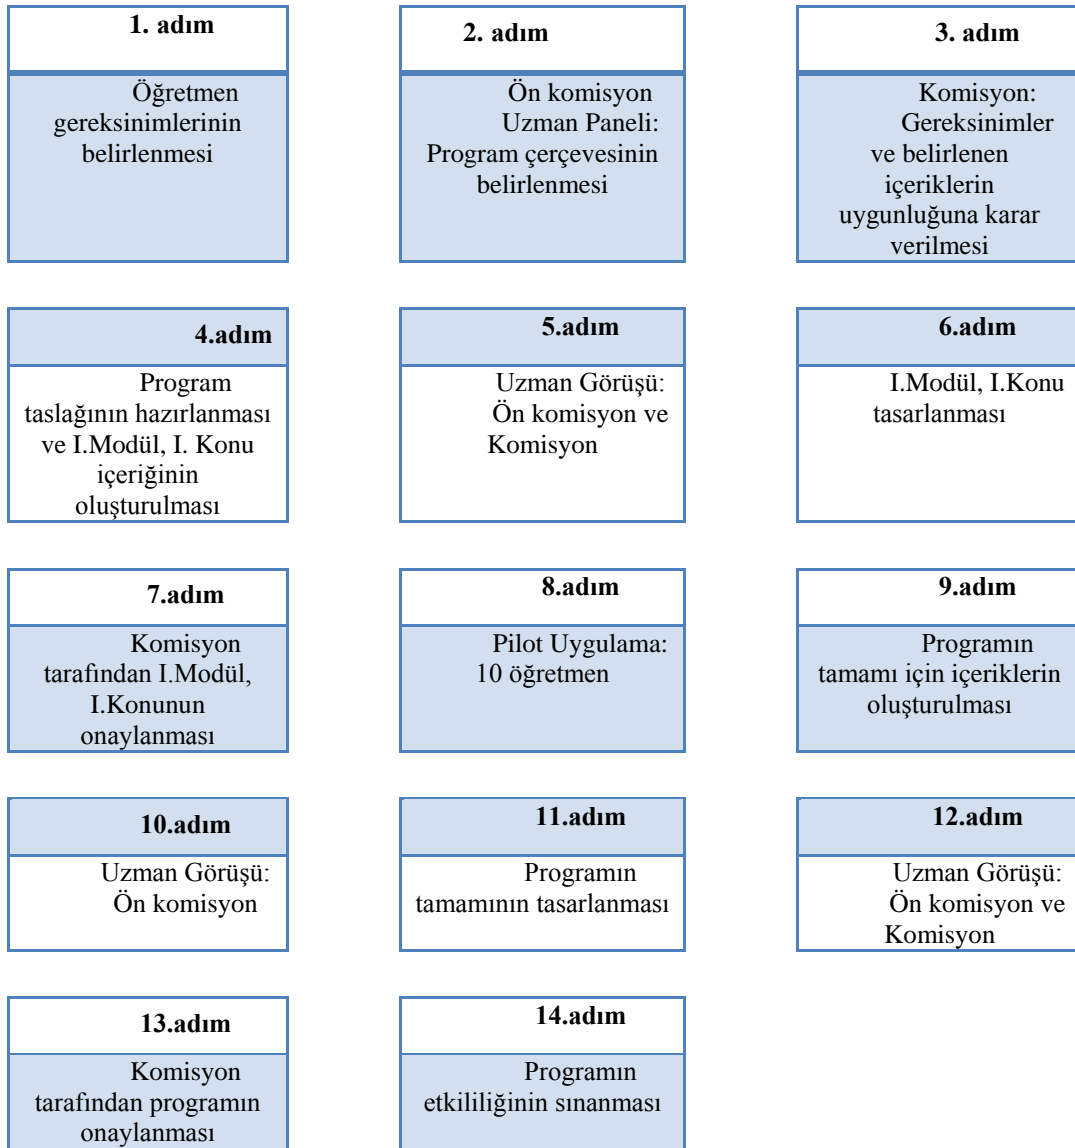 1. adım
Öğretmen
gereksinimlerinin
belirlenmesi
2. adım
Ön komisyon
Uzman Paneli:
Program çerçevesinin
belirlenmesi
3. adım
Komisyon:
Gereksinimler
ve belirlenen
içeriklerin
uygunluğuna karar
verilmesi
4.adım
Program
taslağının hazırlanması
ve I.Modül, I. Konu
içeriğinin
oluşturulması
5.adım
Uzman Görüşü:
Ön komisyon ve
Komisyon
6.adım
I.Modül, I.Konu
tasarlanması
7.adım
Komisyon
tarafından I.Modül,
I.Konunun
onaylanması
8.adım
Pilot Uygulama:
10 öğretmen
9.adım
Programın
tamamı için içeriklerin
oluşturulması
10.adım
Uzman Görüşü:
Ön komisyon
11.adım
Programın
tamamının tasarlanması
12.adım
Uzman Görüşü:
Ön komisyon ve
Komisyon
13.adım
Komisyon
tarafından programın
onaylanması
14.adım
Programın
etkililiğinin sınanması